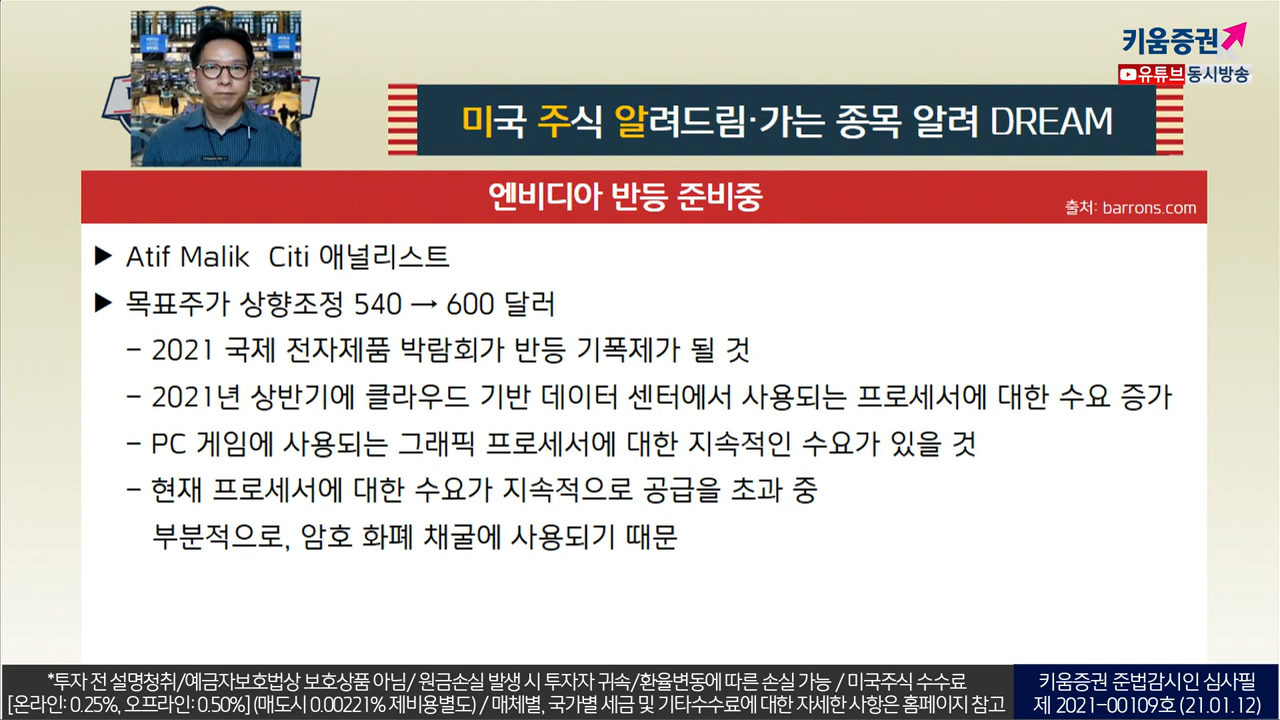 키움증권
유튜브동시방송
미국 주식 알려드림·가는 종목 알려 DREAM
엔비디아 반등 준비중
출처: barrons.com
▶ Atif Malik Citi 애널리스트
▶ 목표주가 상향조정 540 → 600 달러
- 2021 국제 전자제품 박람회가 반등 기폭제가 될 것
- 2021년 상반기에 클라우드 기반 데이터 센터에서 사용되는 프로세서에 대한 수요 증가
- PC 게임에 사용되는 그래픽 프로세서에 대한 지속적인 수요가 있을 것
- 현재 프로세서에 대한 수요가 지속적으로 공급을 초과 중
부분적으로, 암호 화폐 채굴에 사용되기 때문
*투자 전 설명청취/예금자보호법상 보호상품 아님/ 원금손실 발생 시 투자자 귀속/환율변동에 따른 손실 가능 / 미국주식 수수료
[온라인: 0.25%, 오프라인: 0.50%] (매도시 0.00221% 제비용별도) / 매체별, 국가별 세금 및 기타수수료에 대한 자세한 사항은 홈페이지 참고
키움증권 준법감시인 심사필
제 2021-00109호 (21.01.12)